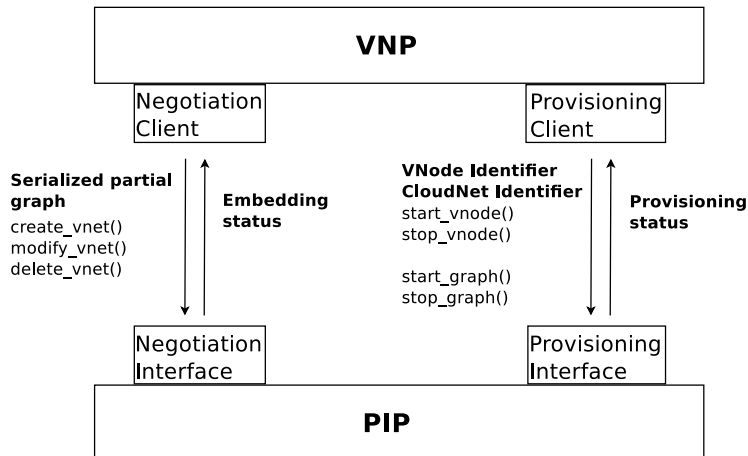 VNP
Negotiation
Client
Provisioning
Client
Serialized partial
graph
create_vnet()
modify_vnet()
delete_vnet()
Embedding
status
VNode Identifier
CloudNet Identifier
start_vnode()
stop_vnode()
start_graph()
stop_graph()
Provisioning
status
Negotiation
Interface
Provisioning
Interface
PIP